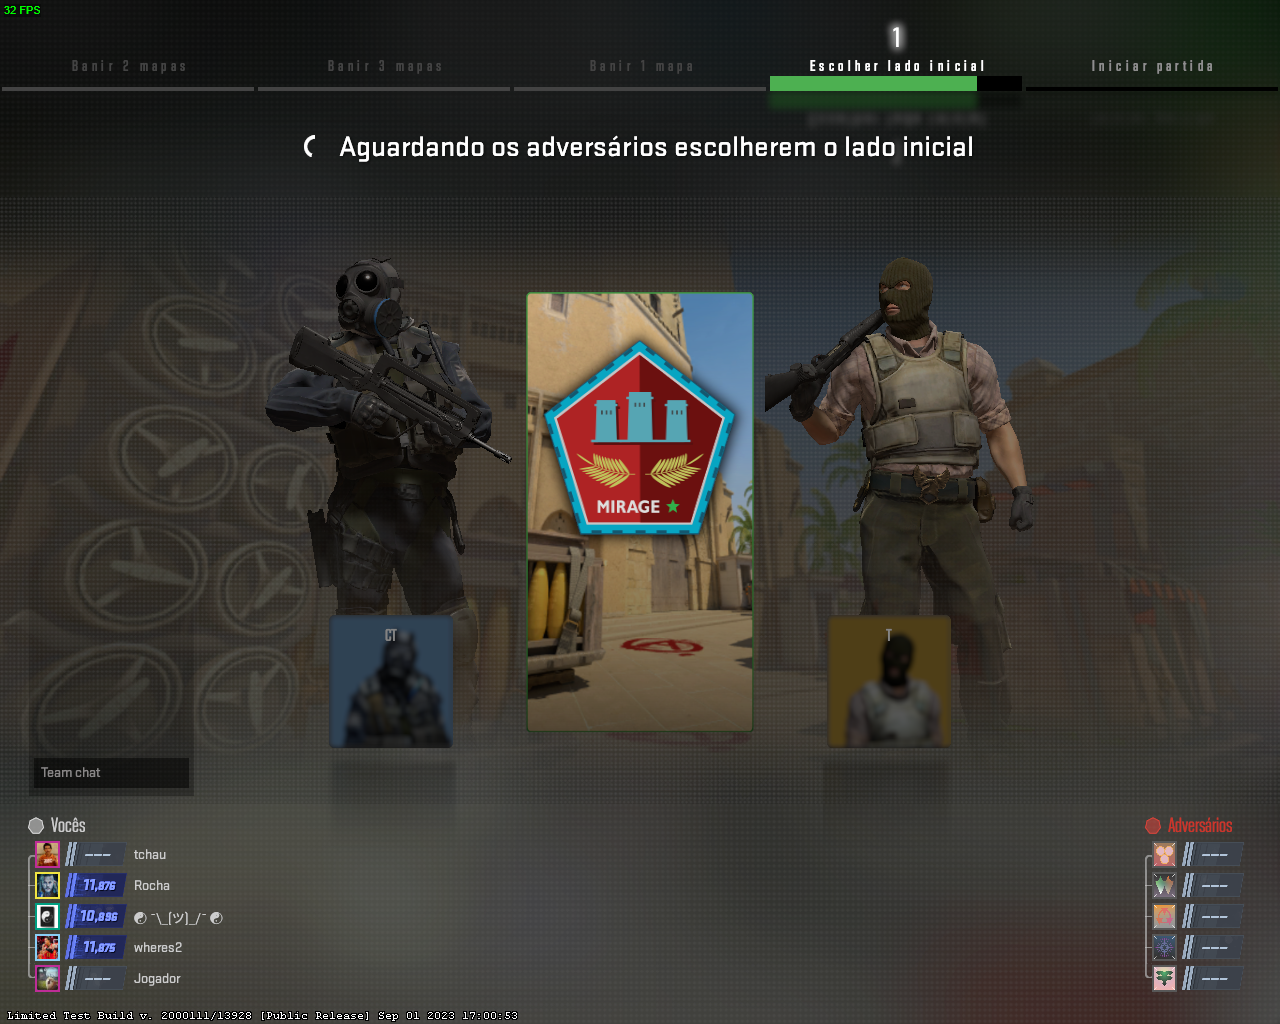 32 FPS
1
Banir 2 mapas
Banir 3 mapas
Banir 1 mapa
Escolher lado inicial
Iniciar partida
Aguardando os adversários escolherem o lado inicial
MIRAGE
CT
T
Team chat
Vocês
Adversários
--- tchau
---
11,876 Rocha
---
10,896 ☯ ¯\_(ツ)_/¯ ☯
---
11,875 wheres2
---
--- Jogador
---
Limited Test Build v. 2000111/13928 [Public Release] Sep 01 2023 17:00:53